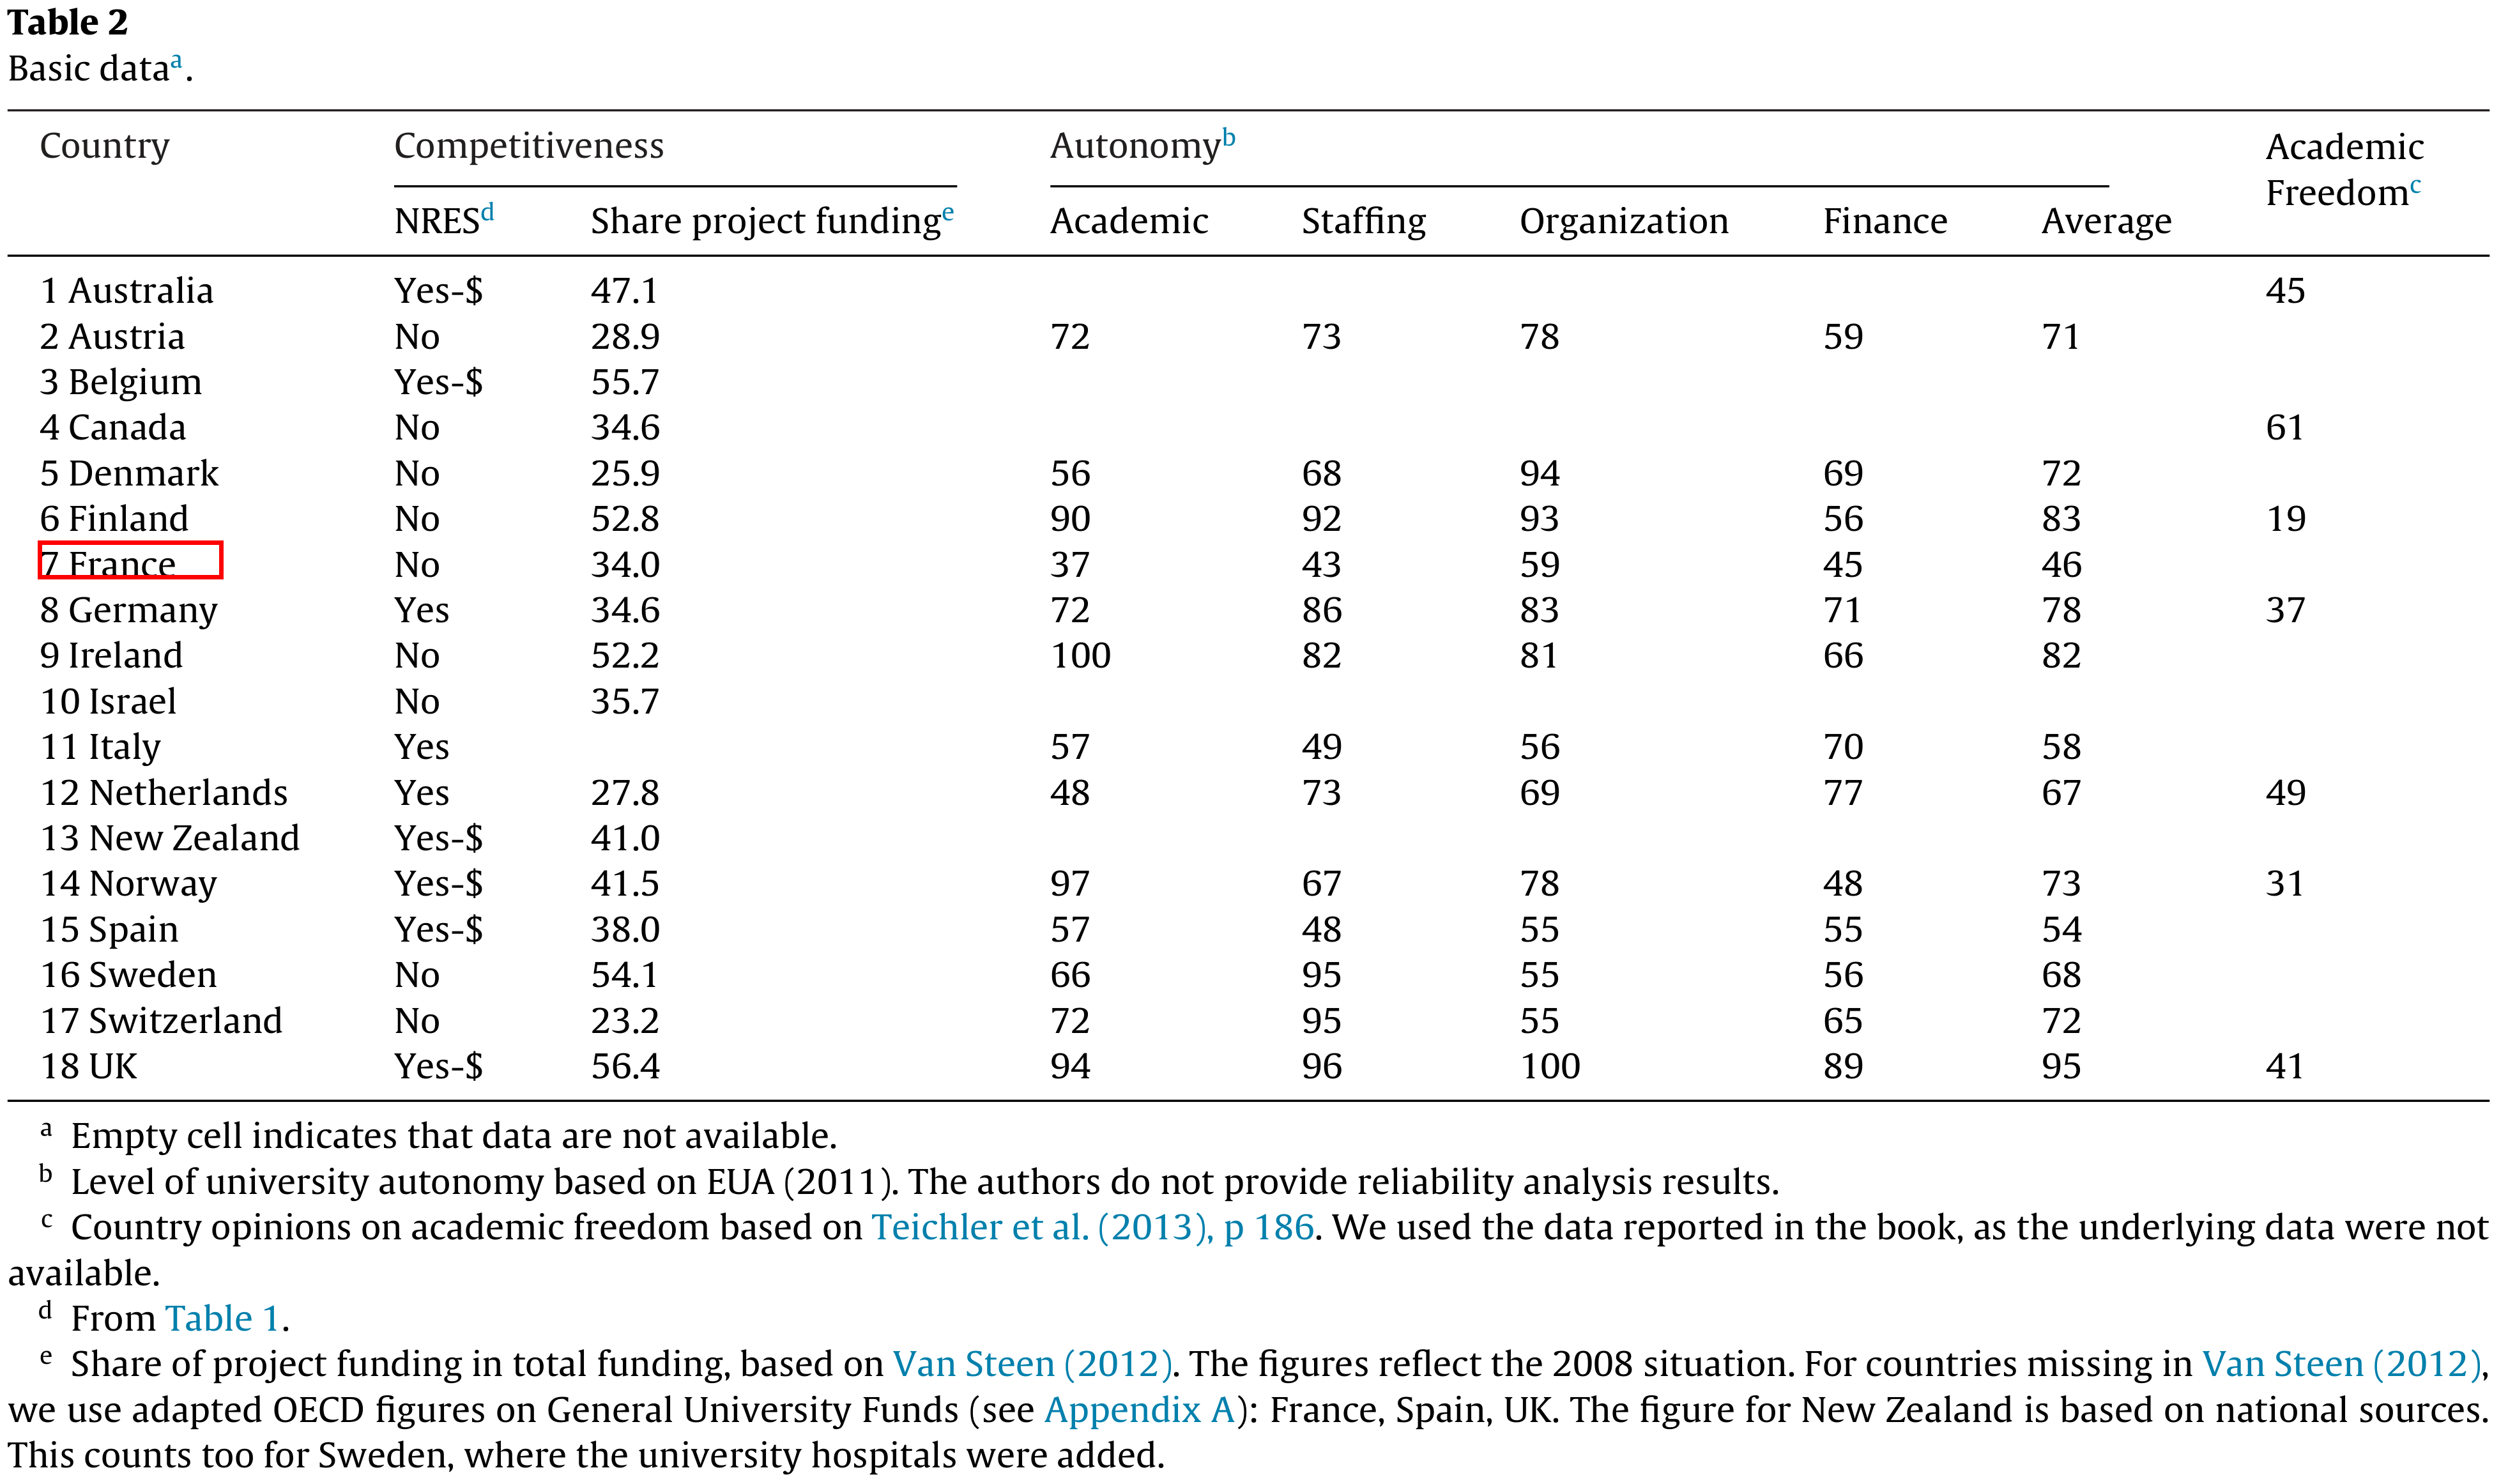 Table 2
Basic dataa.
Country Competitiveness Autonomyb Academic Freedomc
NRESd Share project fundinge Academic Staffing Organization Finance Average
1 Australia Yes-$ 47.1 45
2 Austria No 28.9 72 73 78 59 71
3 Belgium Yes-$ 55.7
4 Canada No 34.6 61
5 Denmark No 25.9 56 68 94 69 72
6 Finland No 52.8 90 92 93 56 83 19
7 France No 34.0 37 43 59 45 46
8 Germany Yes 34.6 72 86 83 71 78 37
9 Ireland No 52.2 100 82 81 66 82
10 Israel No 35.7
11 Italy Yes 57 49 56 70 58
12 Netherlands Yes 27.8 48 73 69 77 67 49
13 New Zealand Yes-$ 41.0
14 Norway Yes-$ 41.5 97 67 78 48 73 31
15 Spain Yes-$ 38.0 57 48 55 55 54
16 Sweden No 54.1 66 95 55 56 68
17 Switzerland No 23.2 72 95 55 65 72
18 UK Yes-$ 56.4 94 96 100 89 95 41
a Empty cell indicates that data are not available.
b Level of university autonomy based on EUA (2011). The authors do not provide reliability analysis results.
c Country opinions on academic freedom based on Teichler et al. (2013), p 186. We used the data reported in the book, as the underlying data were not
available.
d From Table 1.
e Share of project funding in total funding, based on Van Steen (2012). The figures reflect the 2008 situation. For countries missing in Van Steen (2012),
we use adapted OECD figures on General University Funds (see Appendix A): France, Spain, UK. The figure for New Zealand is based on national sources.
This counts too for Sweden, where the university hospitals were added.